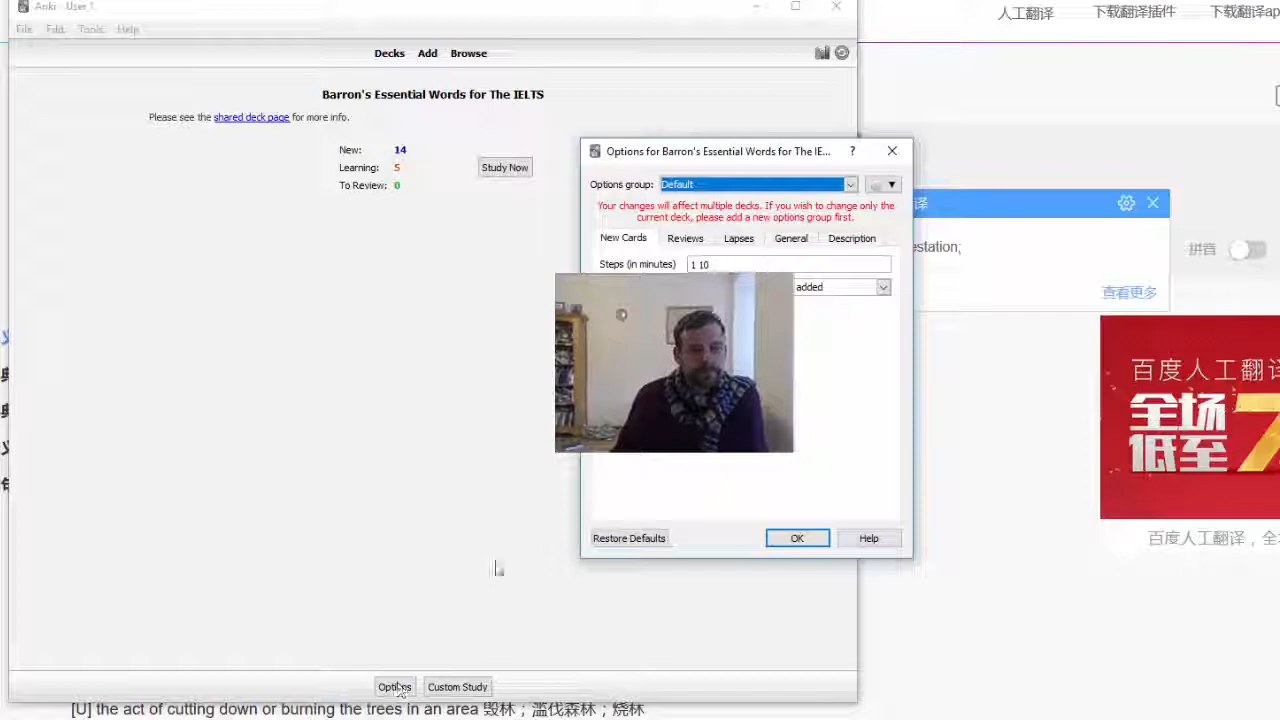 Anki - User 1
File Edit Tools Help
人工翻译 下载翻译插件 下载翻译ap
Decks Add Browse
Barron's Essential Words for The IELTS
Please see the shared deck page for more info.
New: 14
Learning: 5
To Review: 0
Study Now
Options for Barron's Essential Words for The IE... ?
Options group: Default
Your changes will affect multiple decks. If you wish to change only the
current deck, please add a new options group first.
New Cards Reviews Lapses General Description
Steps (in minutes) 1 10
added
Restore Defaults OK Help
译
estation;
拼音
查看更多
百度人工翻译
全场
低至7
百度人工翻译，全
Options Custom Study
[U] the act of cutting down or burning the trees in an area 毁林；滥伐森林；烧林